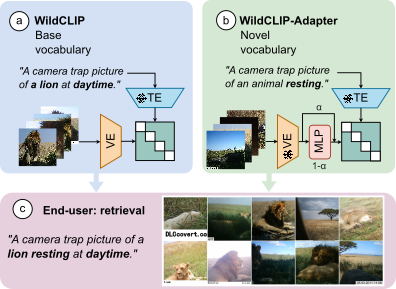 a WildCLIP
Base
vocabulary
"A camera trap picture
of a lion at daytime."
TE
VE
b WildCLIP-Adapter
Novel
vocabulary
"A camera trap picture
of an animal resting."
TE
α
VE
MLP
1-α
c End-user: retrieval
"A camera trap picture of a
lion resting at daytime."
DLCcovert.co